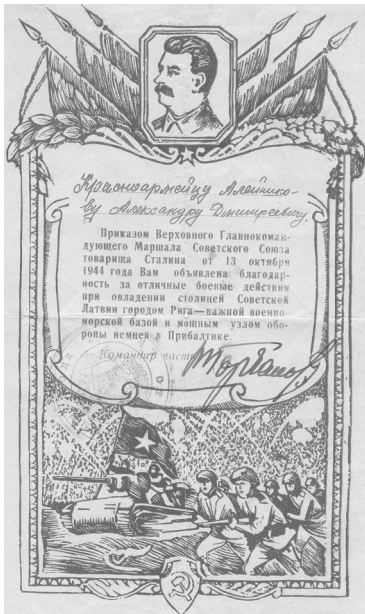 Красноармейцу Алейнико-
ву Александру Дмитреевичу.
Приказом Верховного Главнокоман-
дующего Маршала Советского Союза
товарища Сталина от 13 октября
1944 года Вам объявлена благодар-
ность за отличные боевые действия
при овладении столицей Советской
Латвии городом Рига — важной военно-
морской базой и мощным узлом обо-
роны немцев в Прибалтике.
Командир части